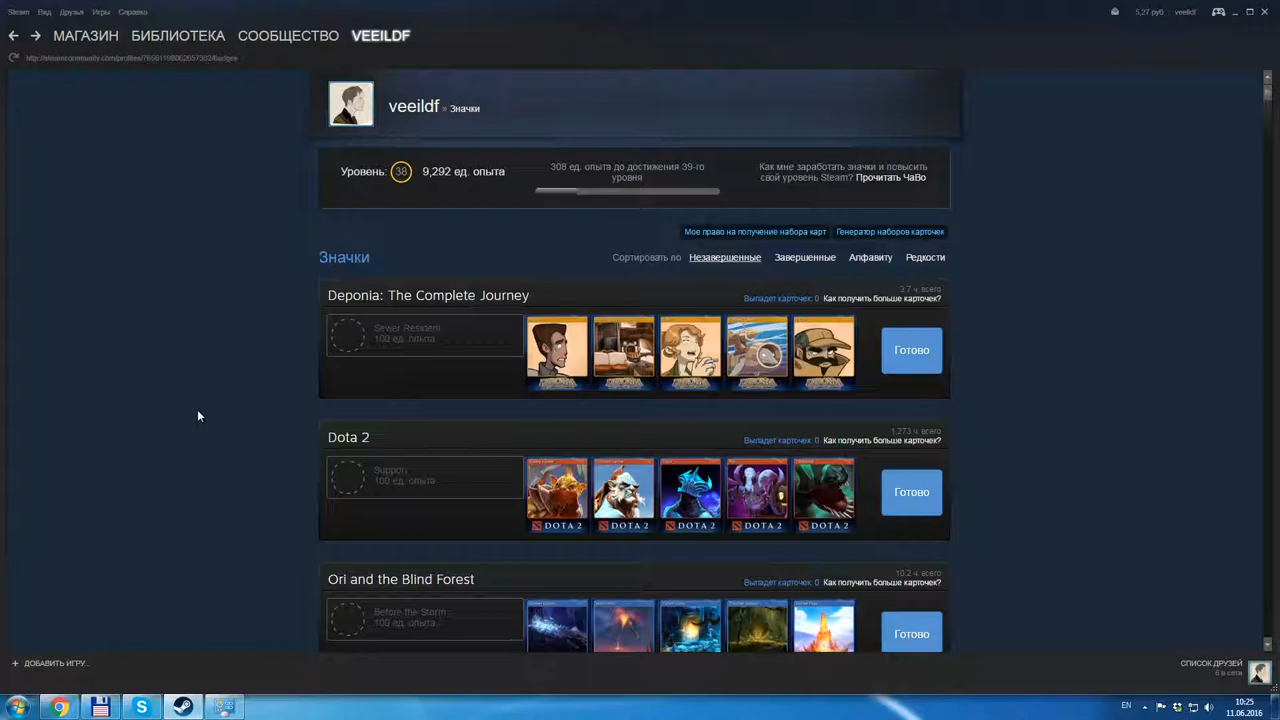 Steam Вид Друзья Игры Справка
5,27 руб. veeildf
МАГАЗИН БИБЛИОТЕКА СООБЩЕСТВО VEEILDF
veeildf » Значки
Уровень: 38 9,292 ед. опыта
308 ед. опыта до достижения 39-го
уровня
Как мне заработать значки и повысить
свой уровень Steam? Прочитать ЧаВо
Мое право на получение набора карт Генератор наборов карточек
Значки
Сортировать по Незавершенные Завершенные Алфавиту Редкости
Deponia: The Complete Journey
3.7 ч. всего
Выпадет карточек: 0 Как получить больше карточек?
Sewer Resident
100 ед. опыта
Готово
Dota 2
1,273 ч. всего
Выпадет карточек: 0 Как получить больше карточек?
Support
100 ед. опыта
DOTA 2 DOTA 2 DOTA 2 DOTA 2 DOTA 2
Готово
Ori and the Blind Forest
10.2 ч. всего
Выпадет карточек: 0 Как получить больше карточек?
Before the Storm
100 ед. опыта
Готово
+ ДОБАВИТЬ ИГРУ...
СПИСОК ДРУЗЕЙ
6 в сети
EN
10:25
11.06.2016